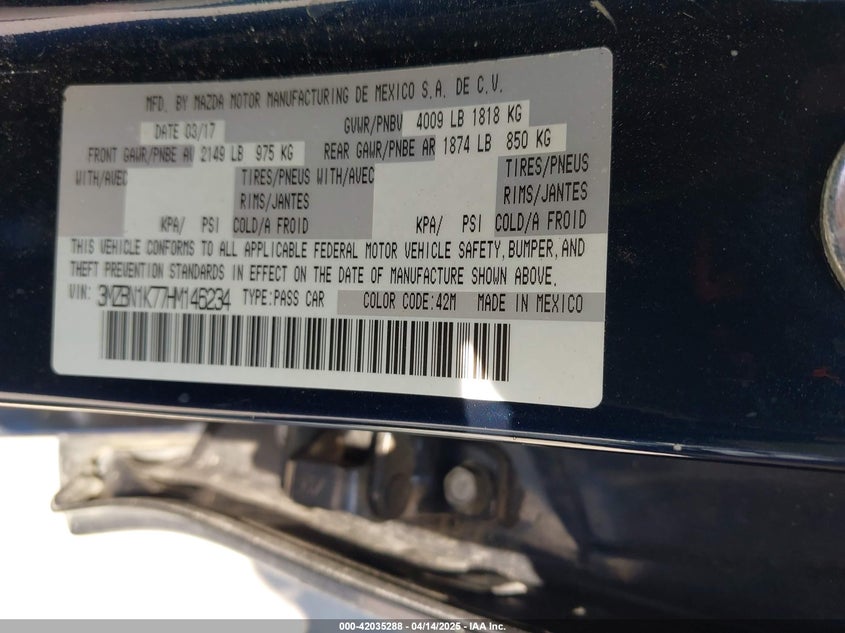 MFD. BY MAZDA MOTOR MANUFACTURING DE MEXICO S.A. DE C.V.
DATE 03/17 GVWR/PNBV 4009 LB 1818 KG
FRONT GAWR/PNBE AV 2149 LB 975 KG REAR GAWR/PNBE AR 1874 LB 850 KG
WITH/AVEC TIRES/PNEUS WITH/AVEC TIRES/PNEUS
RIMS/JANTES RIMS/JANTES
KPA/ PSI COLD/A FROID KPA/ PSI COLD/A FROID
THIS VEHICLE CONFORMS TO ALL APPLICABLE FEDERAL MOTOR VEHICLE SAFETY, BUMPER, AND
THEFT PREVENTION STANDARDS IN EFFECT ON THE DATE OF MANUFACTURE SHOWN ABOVE.
VIN: 3MZBN1K77HM146234 TYPE:PASS CAR COLOR CODE:42M MADE IN MEXICO
000-42035288 - 04/14/2025 - IAA Inc.